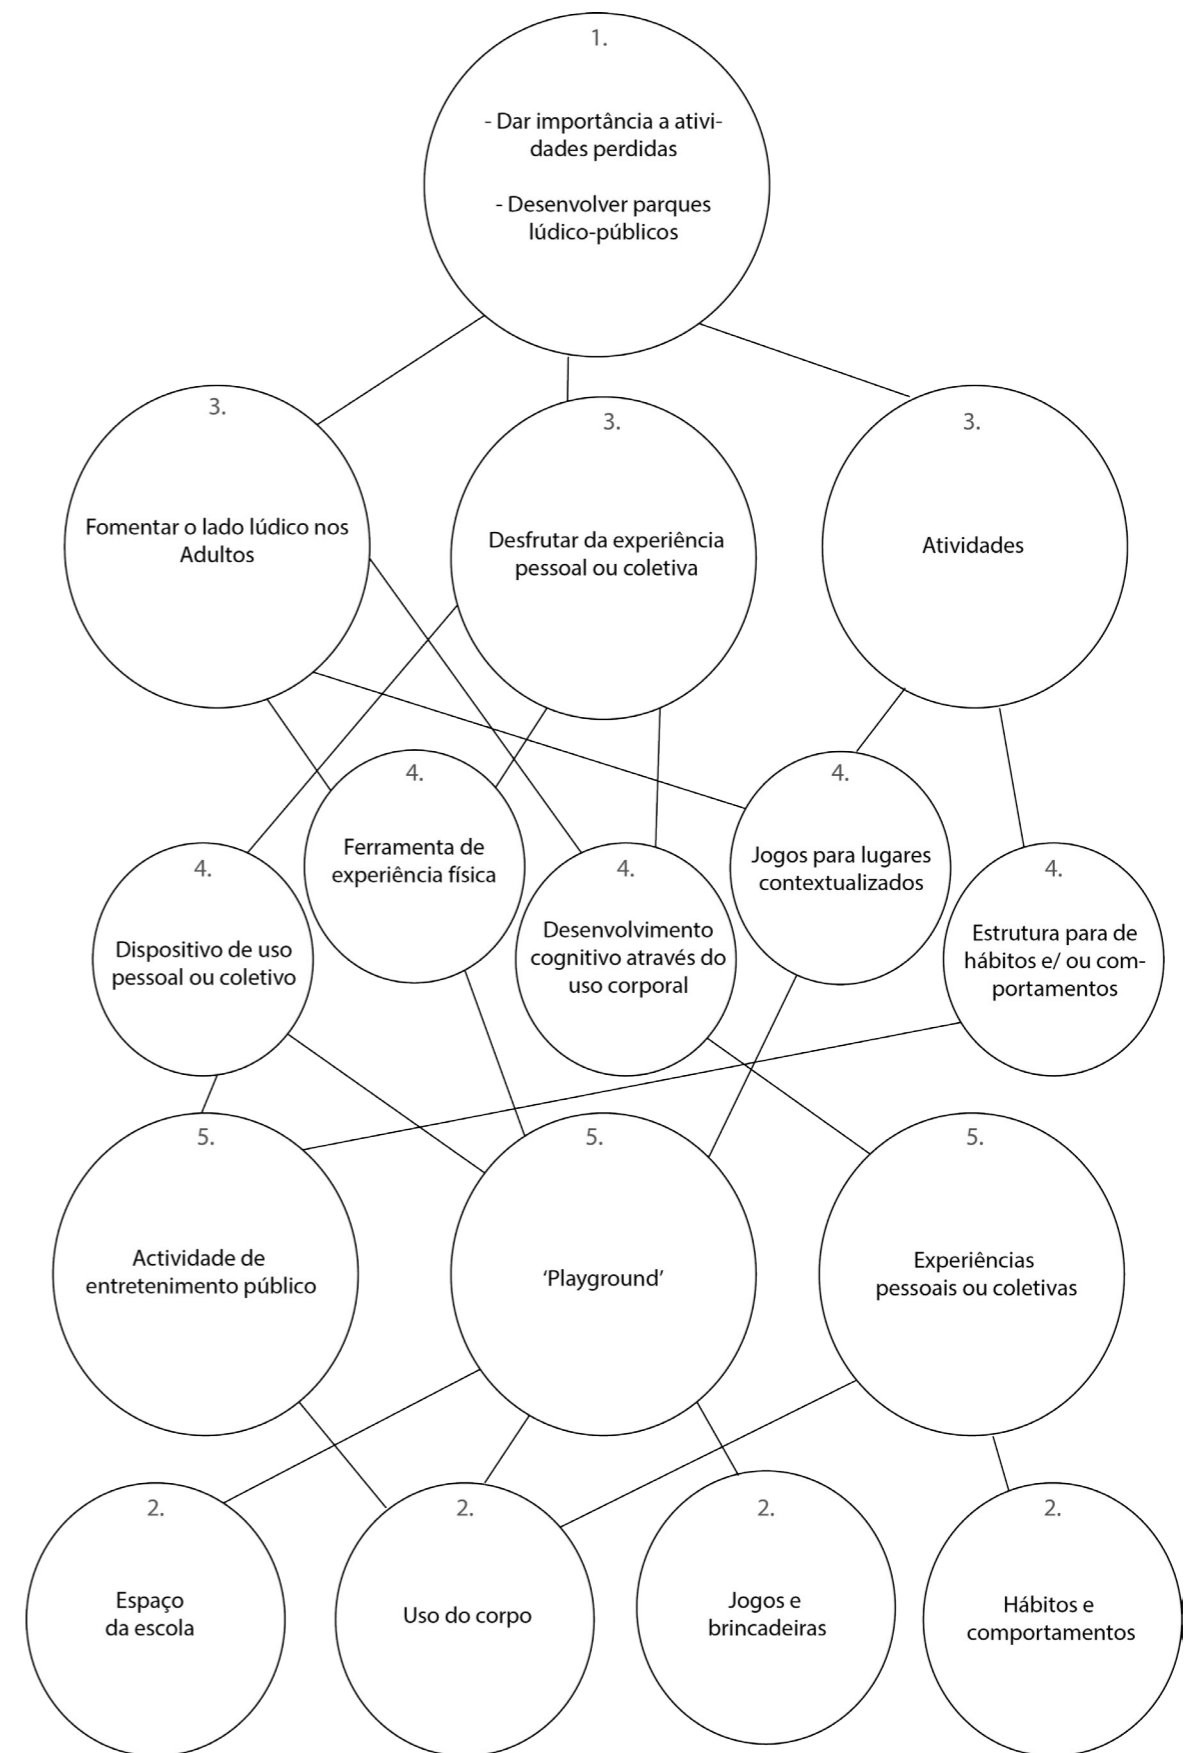 1.
- Dar importância a ativi-
dades perdidas
- Desenvolver parques
lúdico-públicos
3.
Fomentar o lado lúdico nos
Adultos
3.
Desfrutar da experiência
pessoal ou coletiva
3.
Atividades
4.
Dispositivo de uso
pessoal ou coletivo
4.
Ferramenta de
experiência física
4.
Desenvolvimento
cognitivo através do
uso corporal
4.
Jogos para lugares
contextualizados
4.
Estrutura para de
hábitos e/ ou com-
portamentos
5.
Actividade de
entretenimento público
5.
‘Playground’
5.
Experiências
pessoais ou coletivas
2.
Espaço
da escola
2.
Uso do corpo
2.
Jogos e
brincadeiras
2.
Hábitos e
comportamentos